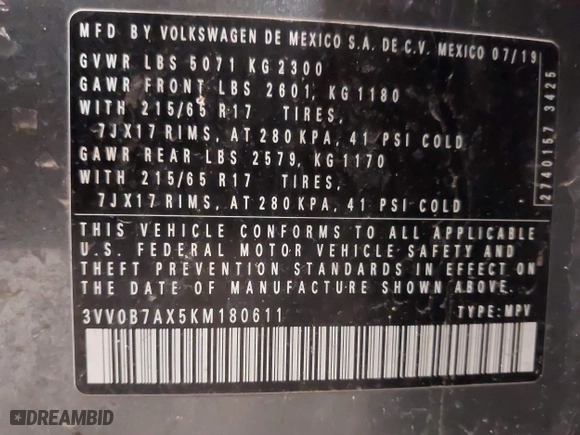 MFD BY VOLKSWAGEN DE MEXICO S.A. DE C.V. MEXICO 07/19
GVWR LBS 5071 KG 2300
GAWR FRONT LBS 2601, KG 1180
WITH 215/65 R17 TIRES,
7JX17 RIMS, AT 280 KPA, 41 PSI COLD
GAWR REAR LBS 2579, KG 1170
WITH 215/65 R17 TIRES,
7JX17 RIMS, AT 280 KPA, 41 PSI COLD
THIS VEHICLE CONFORMS TO ALL APPLICABLE
U.S. FEDERAL MOTOR VEHICLE SAFETY AND
THEFT PREVENTION STANDARDS IN EFFECT ON
THE DATE OF MANUFACTURE SHOWN ABOVE.
3VV0B7AX5KM180611 TYPE: MPV
2740157 3425
DREAMBID